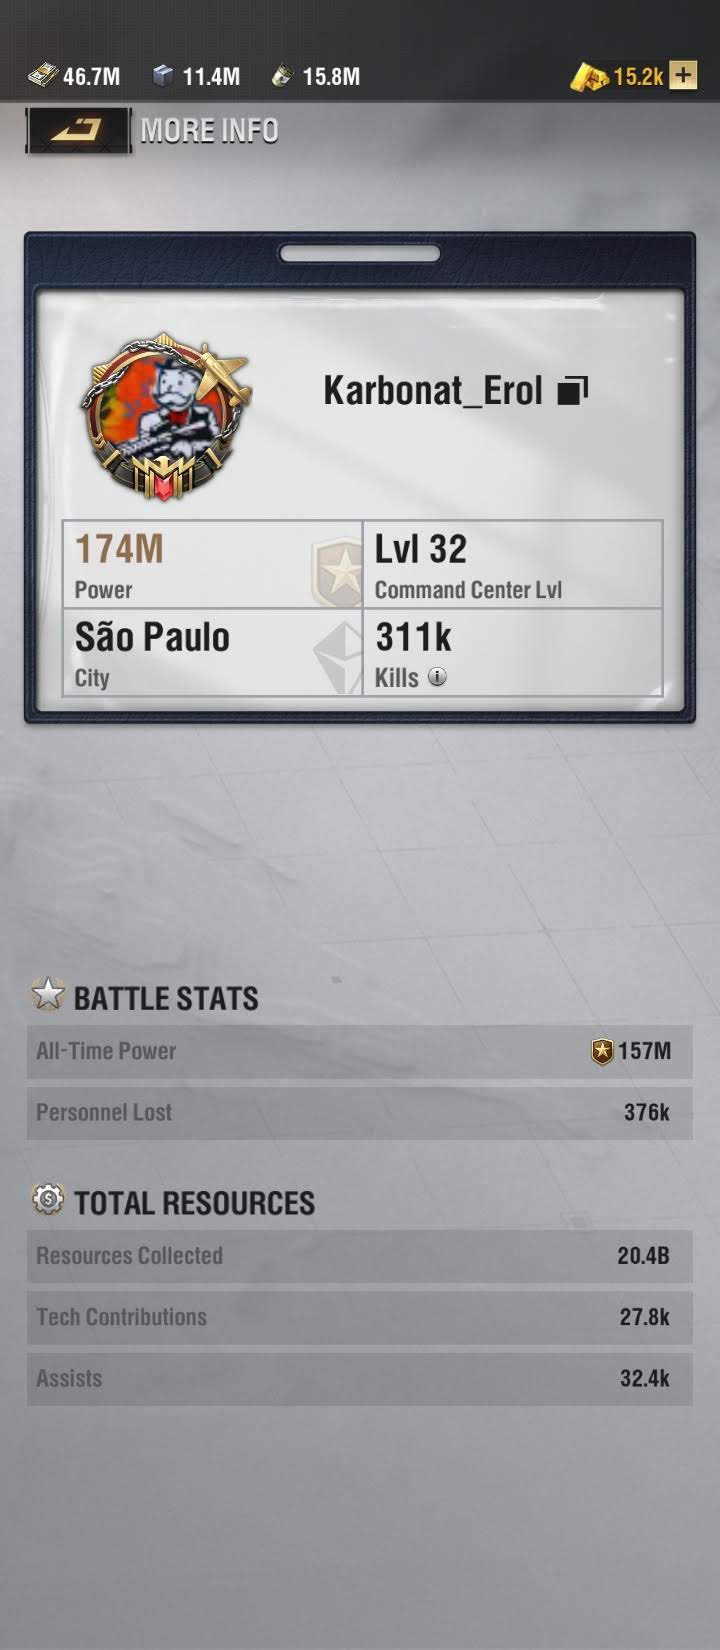 46.7M 11.4M 15.8M 15.2k +
MORE INFO
Karbonat_Erol
174M
Power
Lvl 32
Command Center Lvl
São Paulo
City
311k
Kills i
BATTLE STATS
All-Time Power 157M
Personnel Lost 376k
TOTAL RESOURCES
Resources Collected 20.4B
Tech Contributions 27.8k
Assists 32.4k